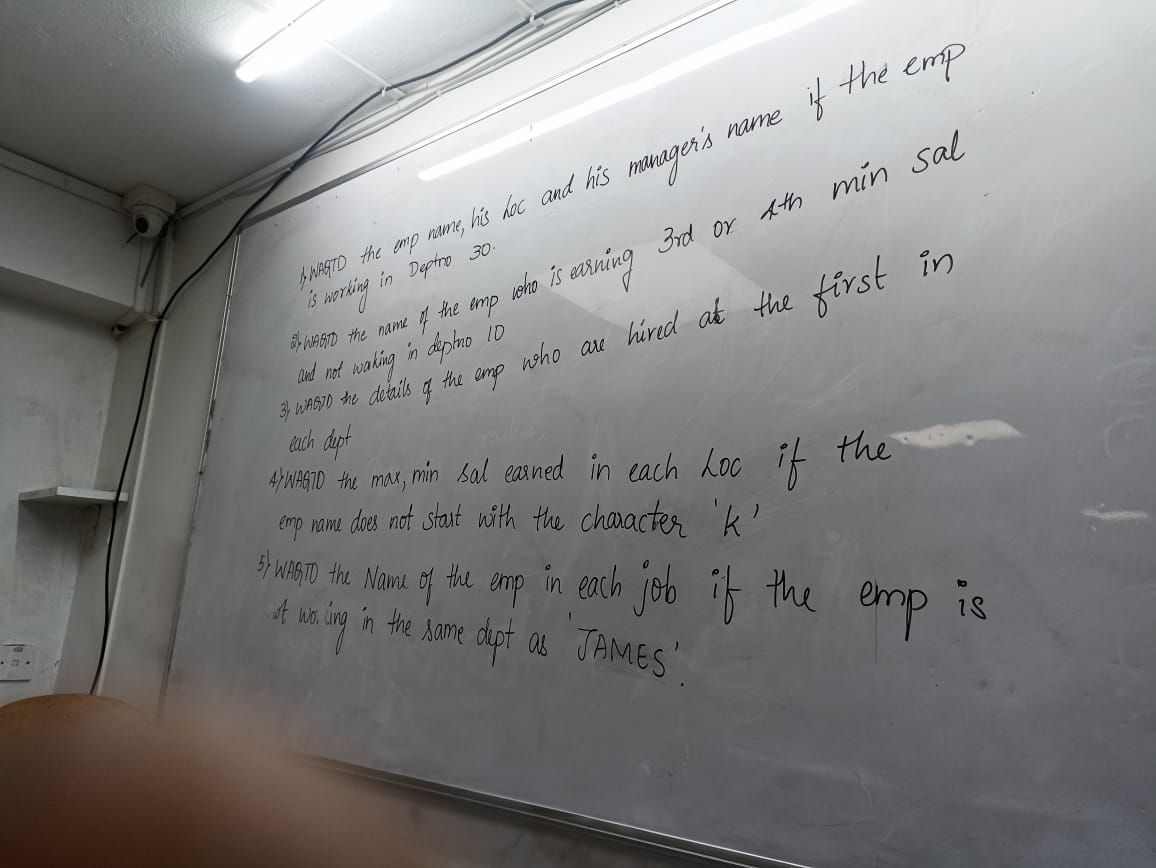 1) WAQTD the emp name, his Loc and his manager's name if the emp
is working in Deptno 30.
2) WAQTD the name of the emp who is earning 3rd or 4th min sal
and not woking in deptno 10
3) WAQTD the details of the emp who are hired at the first in
each dept
4) WAQTD the max, min sal earned in each Loc if the
emp name does not start with the character 'k'
5) WAQTD the Name of the emp in each job if the emp is
in the same dept as 'JAMES'.